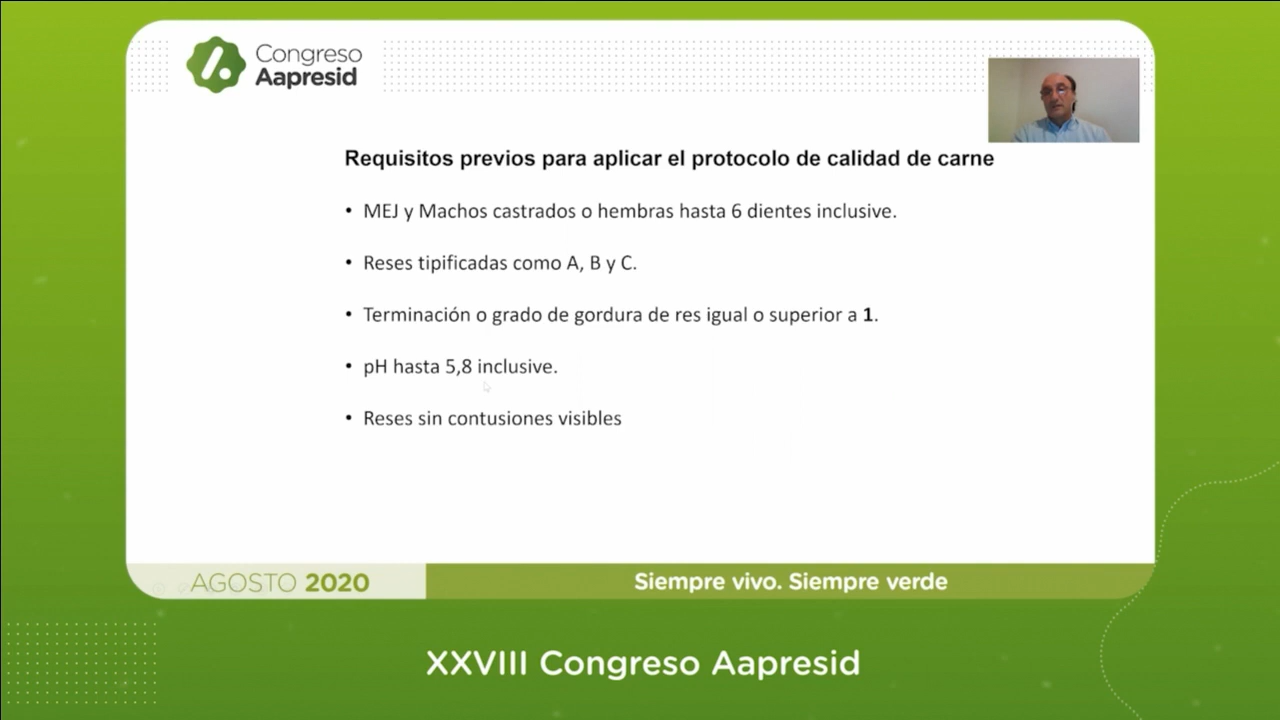 Congreso
Aapresid
Requisitos previos para aplicar el protocolo de calidad de carne
• MEJ y Machos castrados o hembras hasta 6 dientes inclusive.
• Reses tipificadas como A, B y C.
• Terminación o grado de gordura de res igual o superior a 1.
• pH hasta 5,8 inclusive.
• Reses sin contusiones visibles
AGOSTO 2020
Siempre vivo. Siempre verde
XXVIII Congreso Aapresid